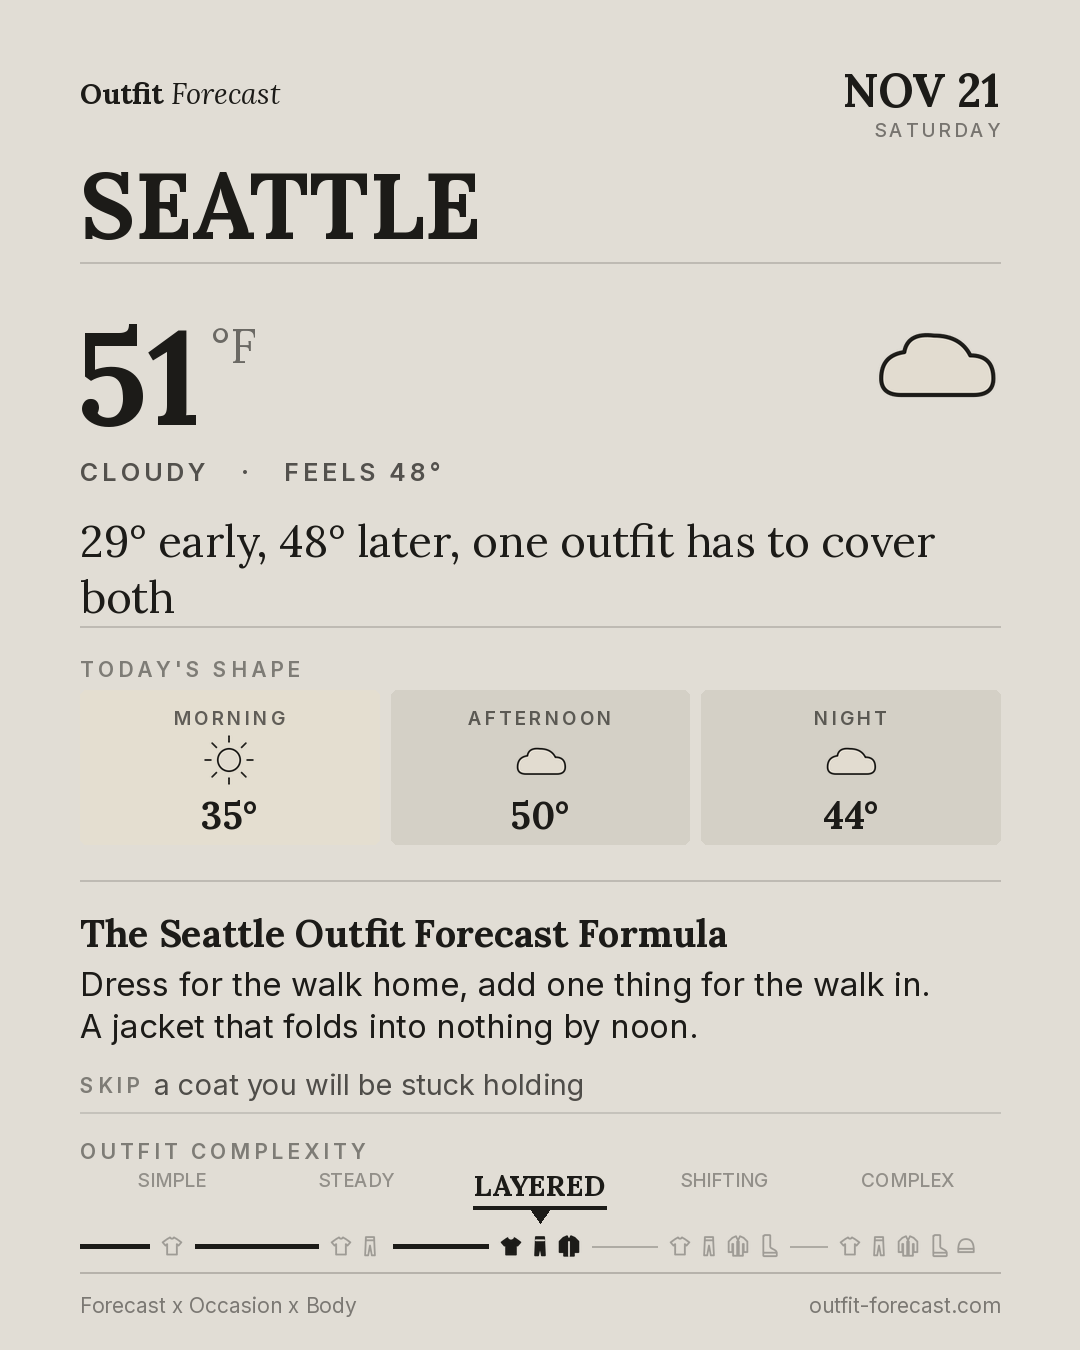 Outfit Forecast
NOV 21
SATURDAY
SEATTLE
51 °F
CLOUDY · FEELS 48°
29° early, 48° later, one outfit has to cover
both
TODAY'S SHAPE
MORNING
35°
AFTERNOON
50°
NIGHT
44°
The Seattle Outfit Forecast Formula
Dress for the walk home, add one thing for the walk in.
A jacket that folds into nothing by noon.
SKIP a coat you will be stuck holding
OUTFIT COMPLEXITY
SIMPLE STEADY LAYERED SHIFTING COMPLEX
Forecast x Occasion x Body
outfit-forecast.com